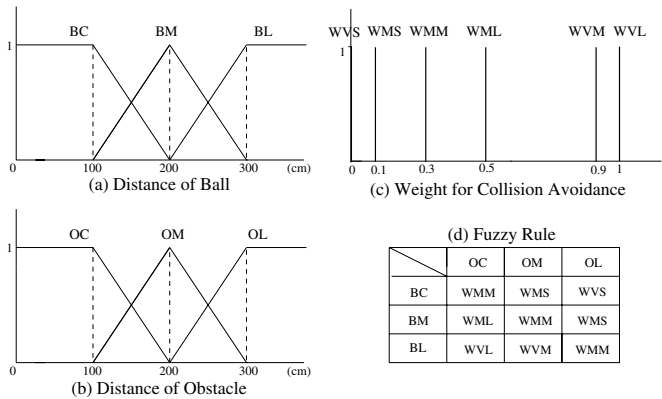 BC BM BL
1
0 100 200 300 (cm)
(a) Distance of Ball
WVS WMS WMM WML WVM WVL
1
0 0.1 0.3 0.5 0.9 1
(c) Weight for Collision Avoidance
OC OM OL
1
0 100 200 300 (cm)
(b) Distance of Obstacle
(d) Fuzzy Rule
OC OM OL
BC WMM WMS WVS
BM WML WMM WMS
BL WVL WVM WMM